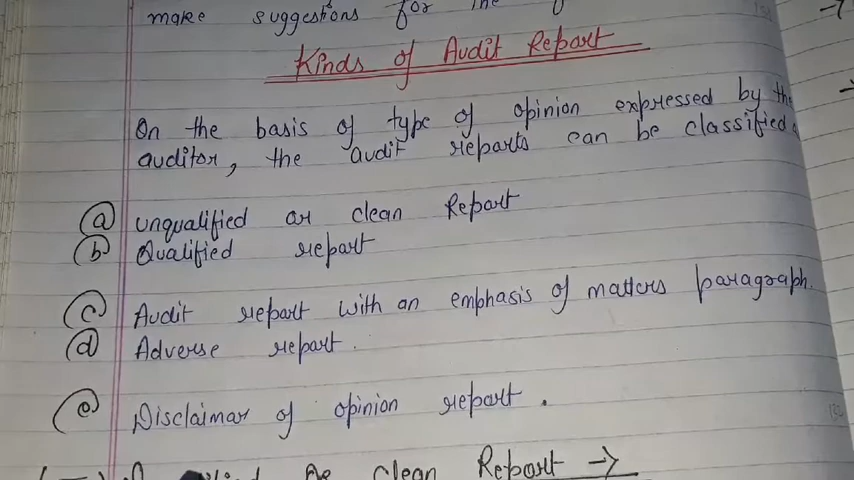 make suggestions for the
Kinds of Audit Report
On the basis of type of opinion expressed by the
auditor, the audit reports can be classified
(a) unqualified or clean Report
(b) Qualified report
(c) Audit report with an emphasis of matters paragraph.
(d) Adverse report.
(e) Disclaimar of opinion report.
clean Report →